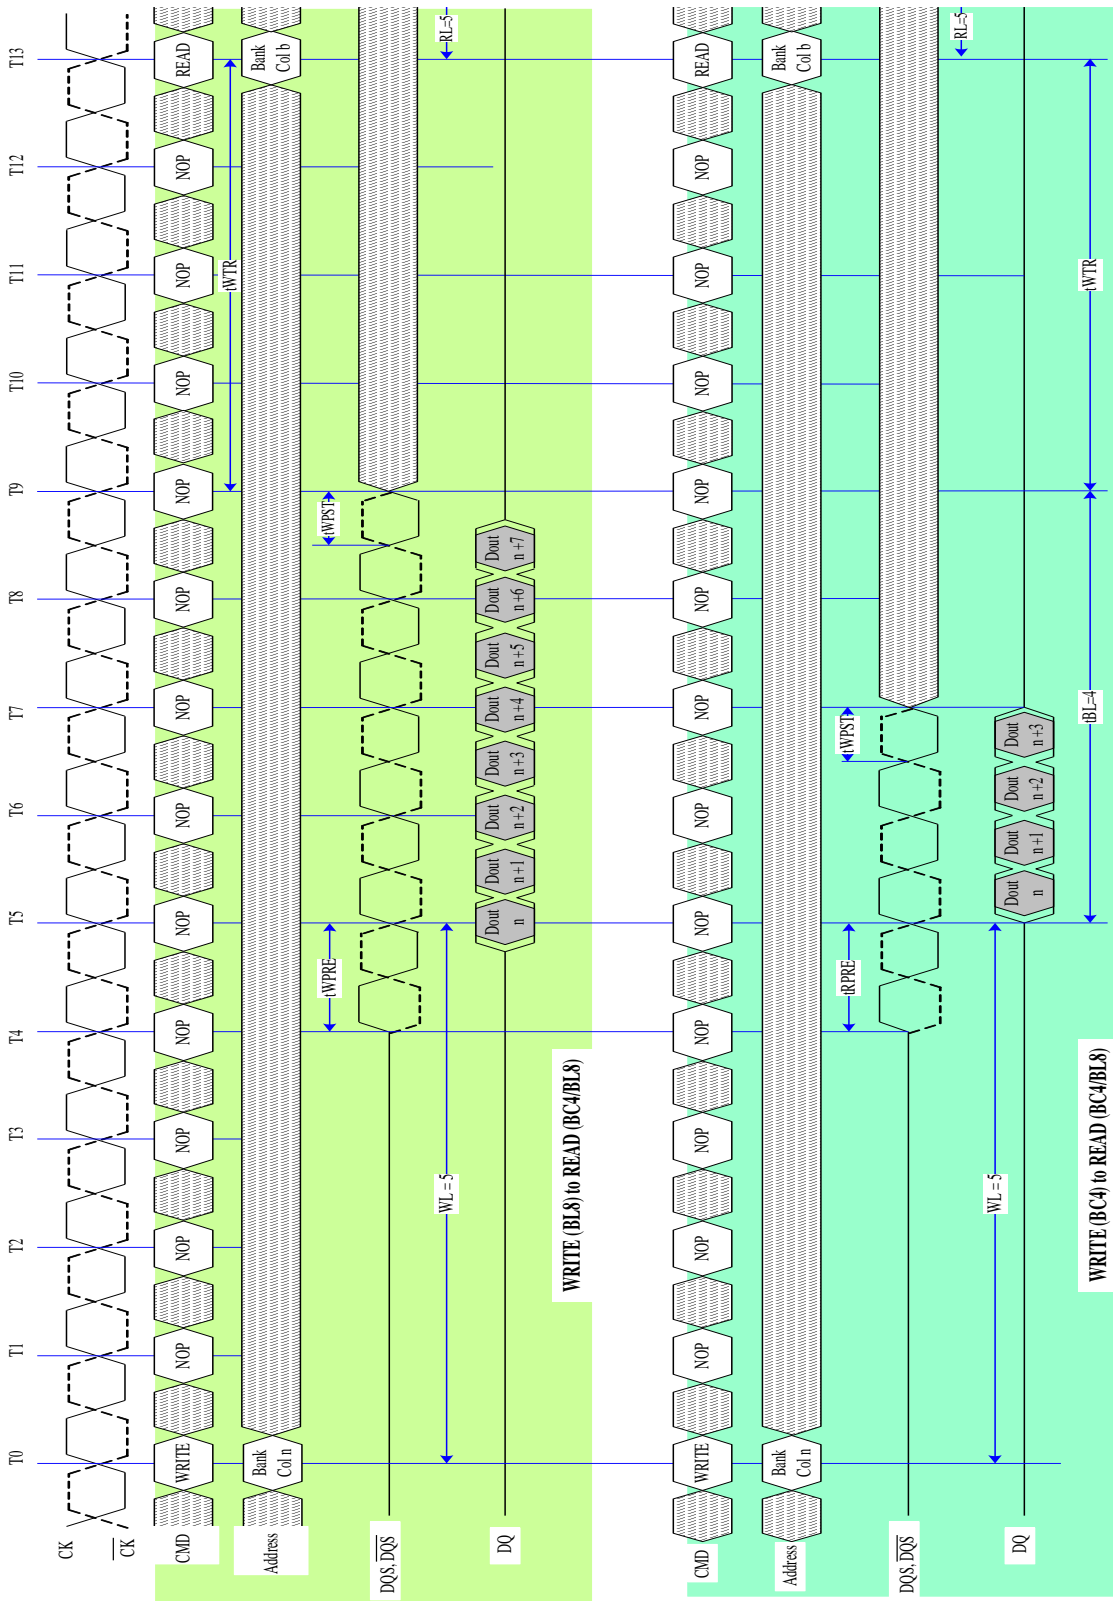 T0 T1 T2 T3 T4 T5 T6 T7 T8 T9 T10 T11 T12 T13
CK
CK
CMD WRITE NOP NOP NOP NOP NOP NOP NOP NOP NOP NOP NOP NOP READ
tWTR
Address Bank Col n Bank Col b
tWPRE tWPST
DQS, DQS
WL = 5 RL=5
DQ Dout n Dout n+1 Dout n+2 Dout n+3 Dout n+4 Dout n+5 Dout n+6 Dout n+7
WRITE (BL8) to READ (BC4/BL8)
CMD WRITE NOP NOP NOP NOP NOP NOP NOP NOP NOP NOP NOP NOP READ
Address Bank Col n Bank Col b
tRPRE tWPST
DQS, DQS
WL = 5 RL=5
DQ Dout n Dout n+1 Dout n+2 Dout n+3
tBL=4 tWTR
WRITE (BC4) to READ (BC4/BL8)